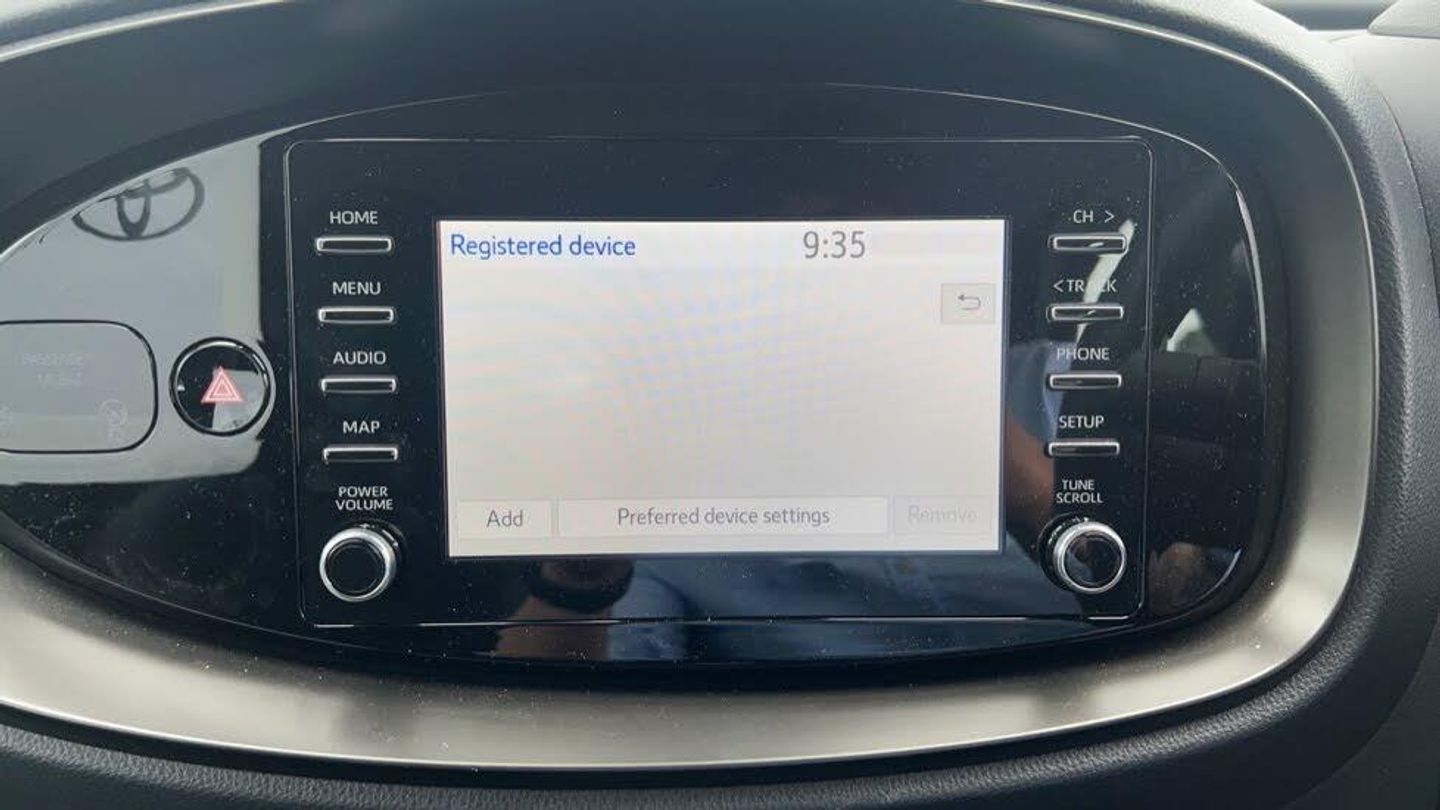 HOME
MENU
AUDIO
MAP
POWER
VOLUME
Registered device
9:35
Add
Preferred device settings
Remove
CH >
< TRACK
PHONE
SETUP
TUNE
SCROLL